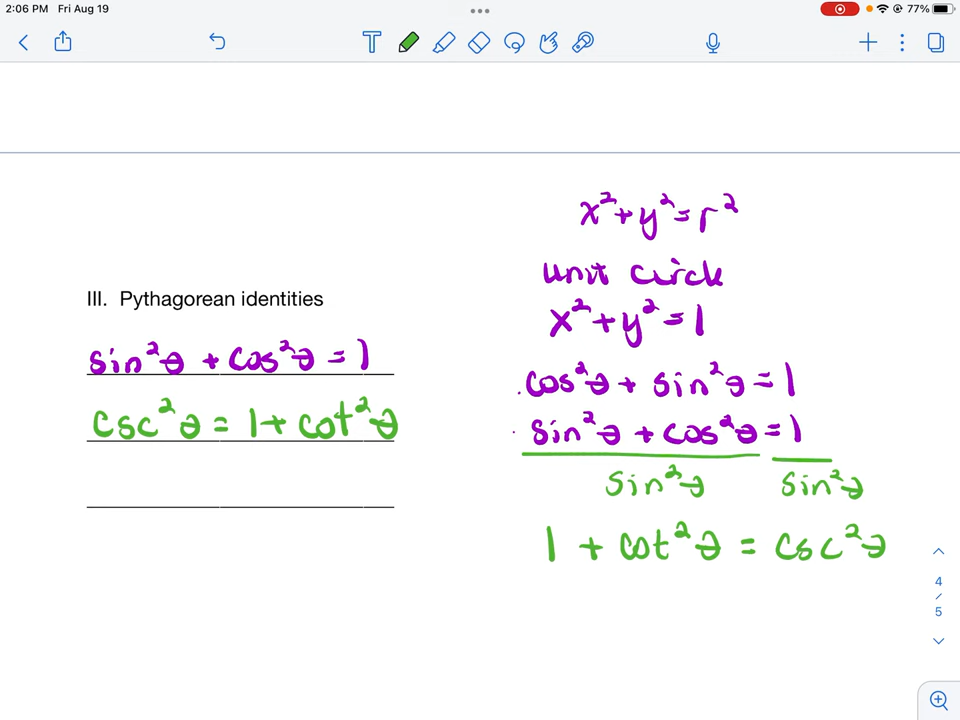 2:06 PM Fri Aug 19
77%
x² + y² = r²
unit circle
III. Pythagorean identities
x² + y² = 1
sin²θ + cos²θ = 1
cos²θ + sin²θ = 1
csc²θ = 1 + cot²θ
sin²θ + cos²θ = 1
sin²θ sin²θ
1 + cot²θ = csc²θ
4
/
5